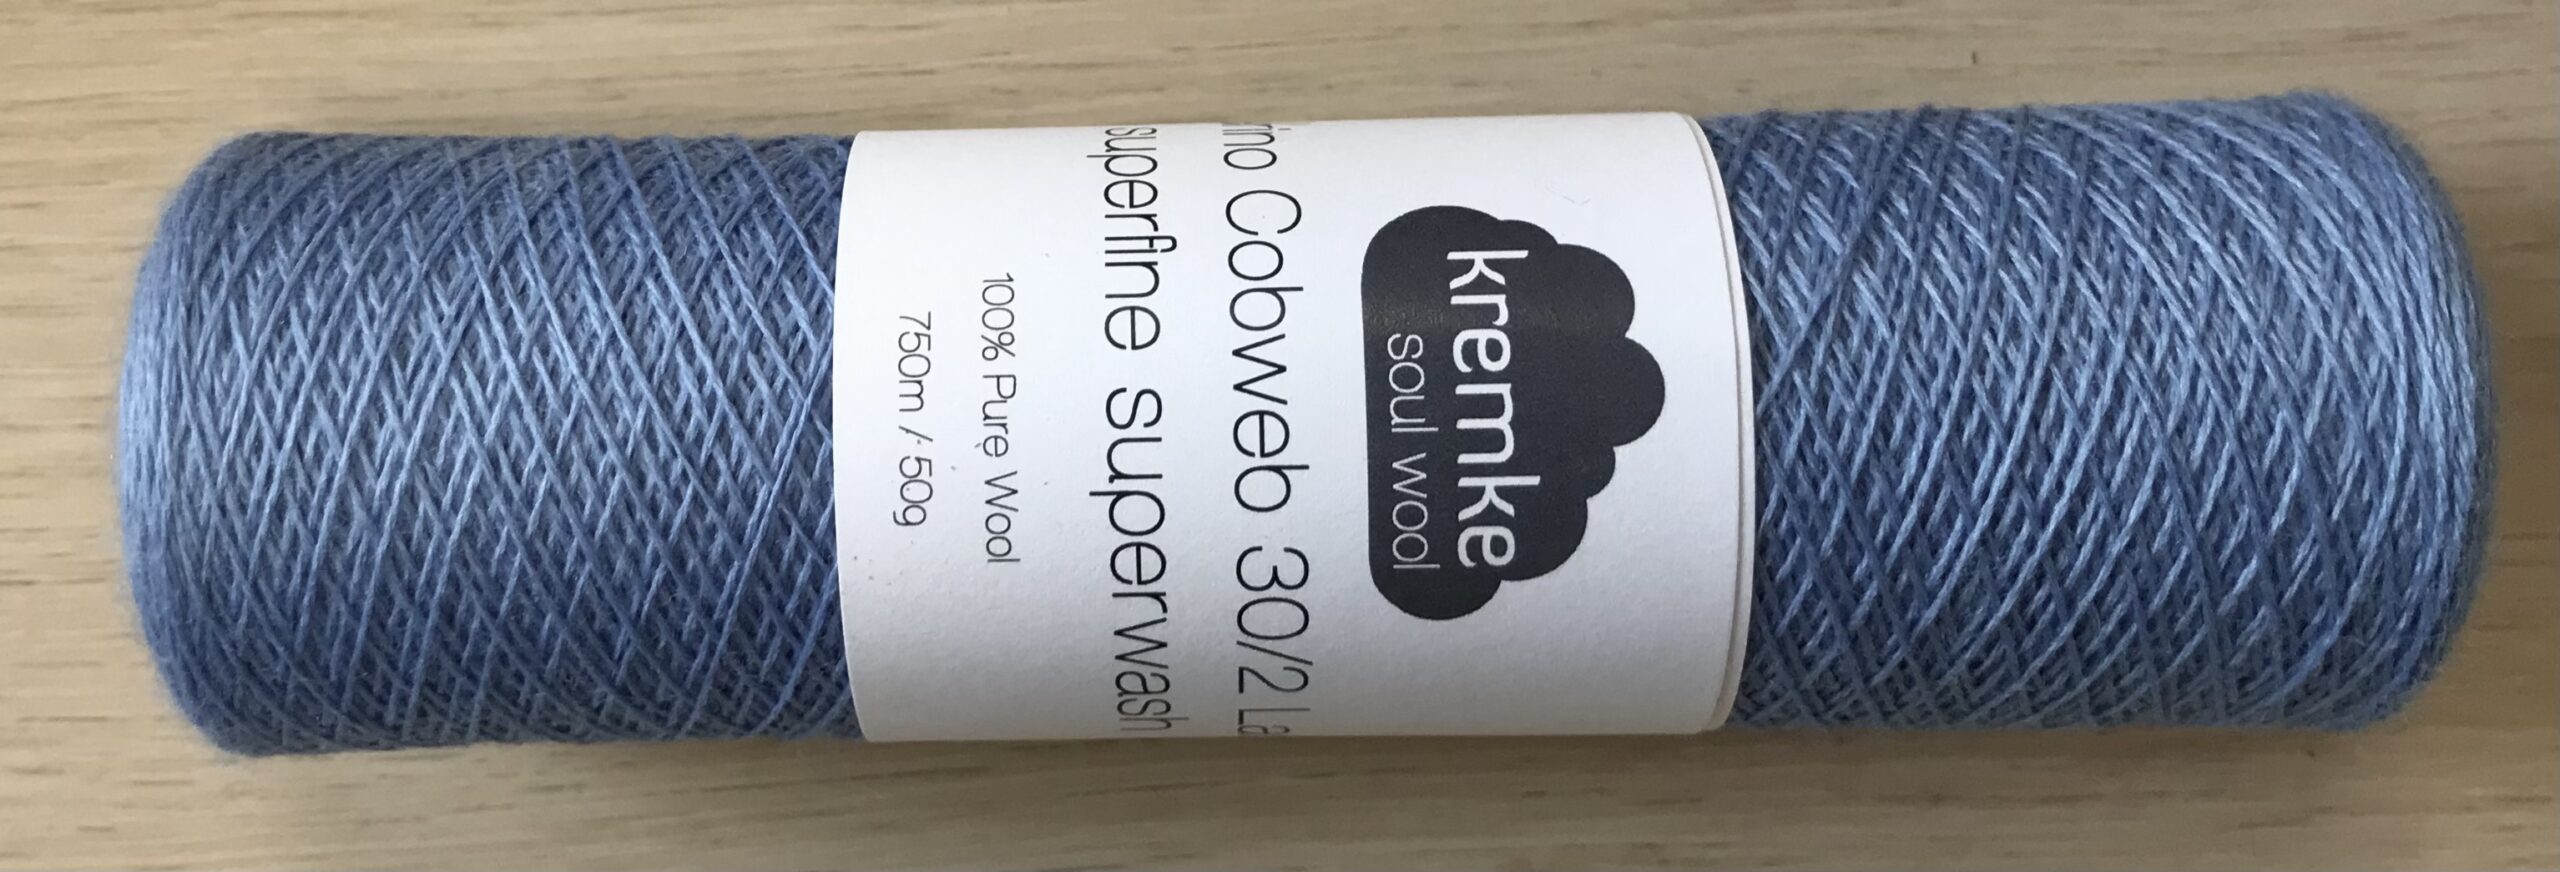 kremke
soul wool
Cobweb 30/2
superfine superwash
100% Pure Wool
750m / 50g